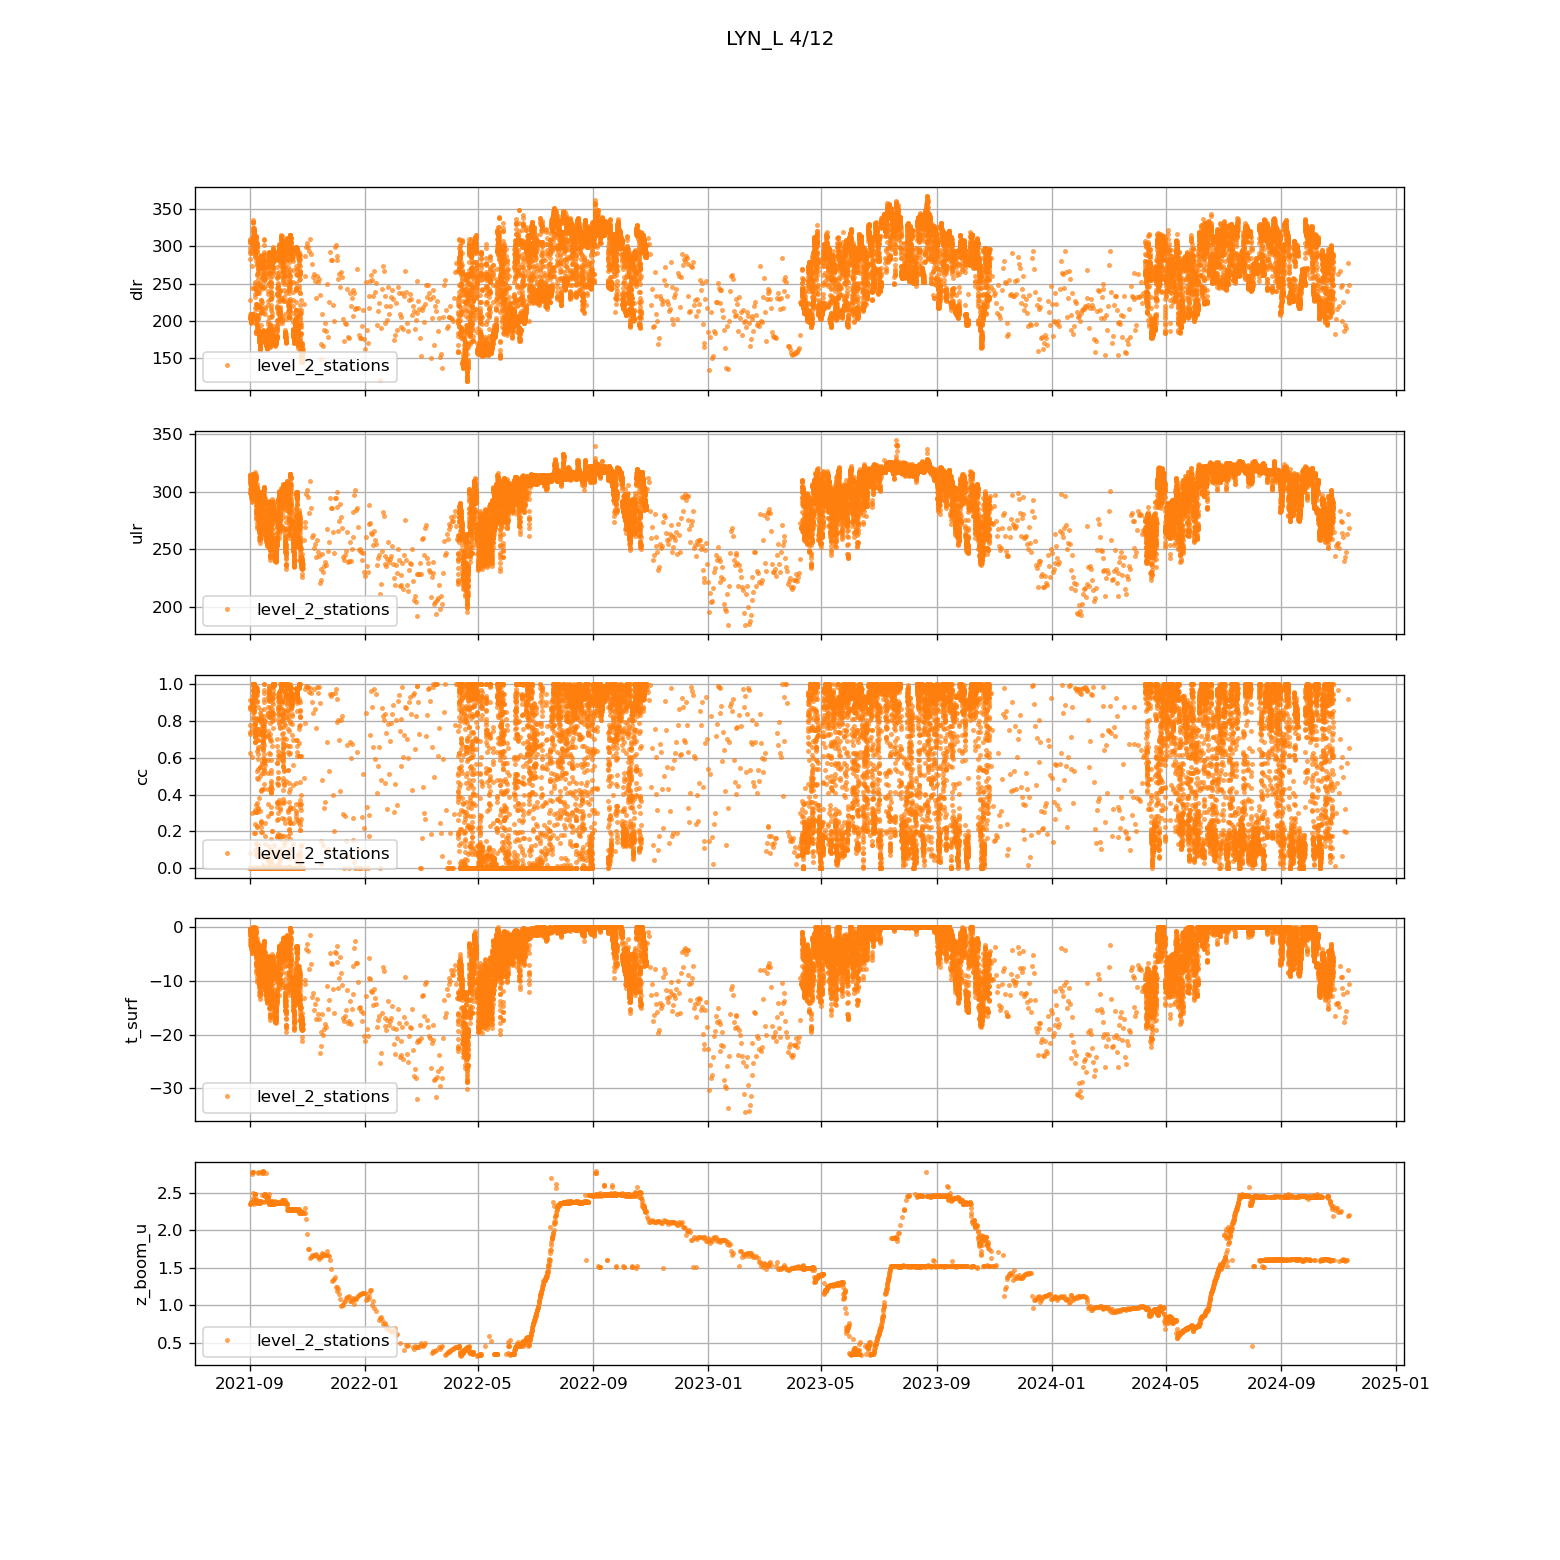 LYN_L 4/12
350
300
250
200
150
dlr
level_2_stations
350
300
250
200
ulr
level_2_stations
1.0
0.8
0.6
0.4
0.2
0.0
cc
level_2_stations
0
−10
−20
−30
t_surf
level_2_stations
2.5
2.0
1.5
1.0
0.5
z_boom_u
level_2_stations
2021-09 2022-01 2022-05 2022-09 2023-01 2023-05 2023-09 2024-01 2024-05 2024-09 2025-01